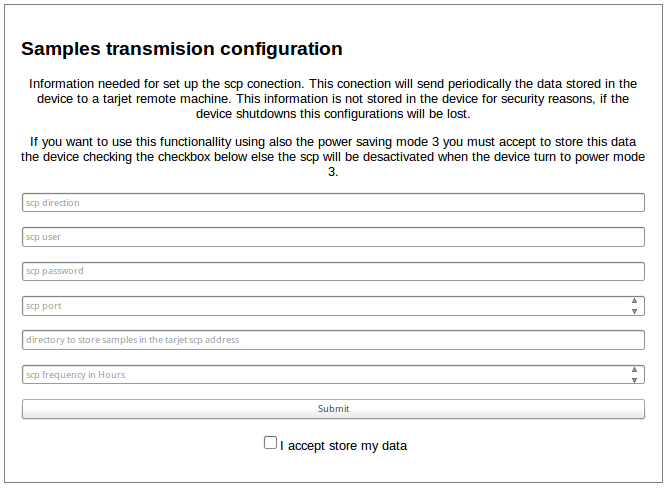 Samples transmision configuration
Information needed for set up the scp conection. This conection will send periodically the data stored in the
device to a tarjet remote machine. This information is not stored in the device for security reasons, if the
device shutdowns this configurations will be lost.
If you want to use this functionallity using also the power saving mode 3 you must accept to store this data
the device checking the checkbox below else the scp will be desactivated when the device turn to power mode
3.
scp direction
scp user
scp password
scp port
directory to store samples in the tarjet scp address
scp frequency in Hours
Submit
I accept store my data